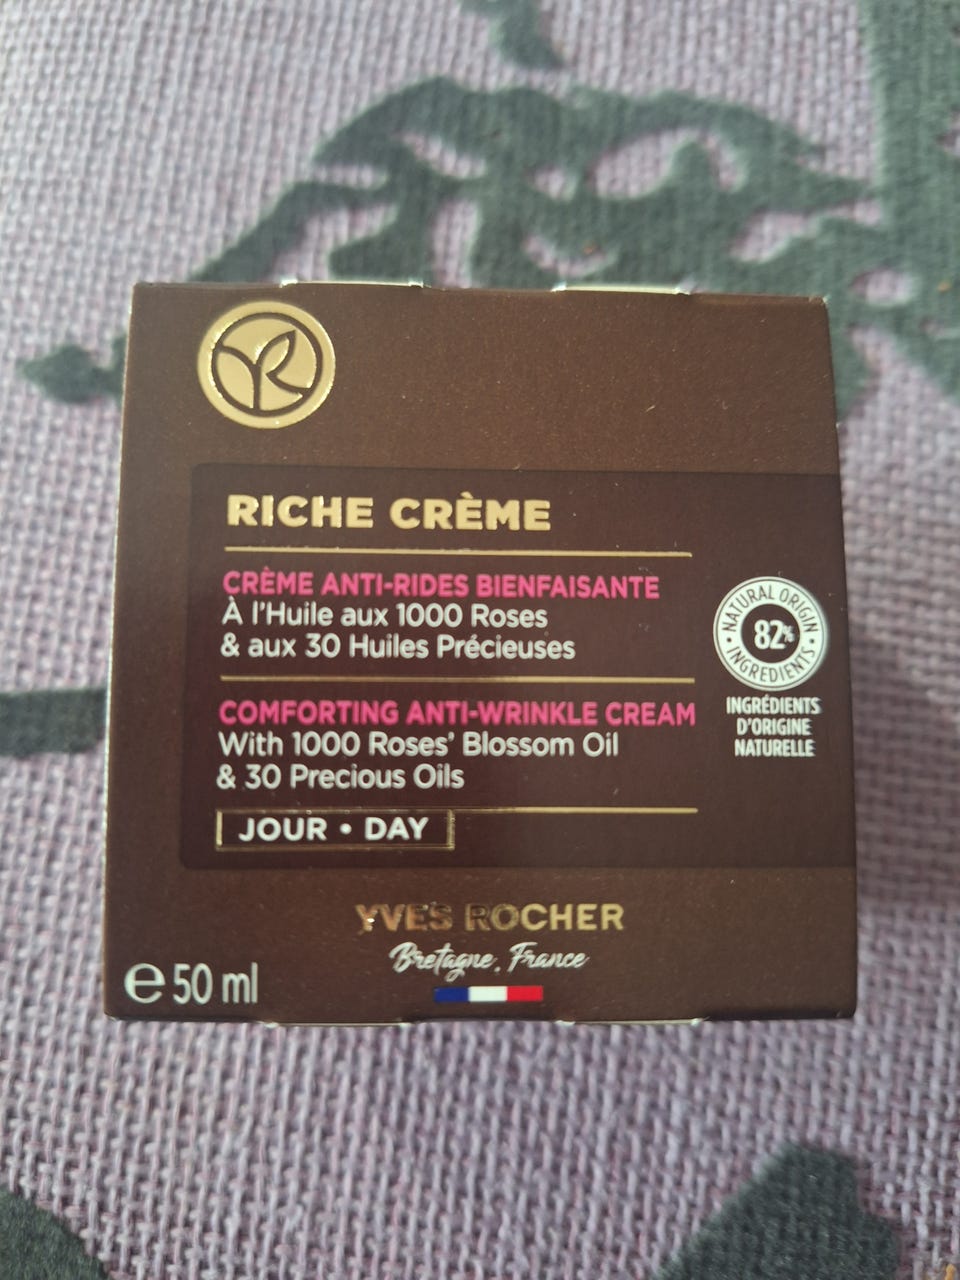 RICHE CRÈME
CRÈME ANTI-RIDES BIENFAISANTE
À l'Huile aux 1000 Roses
& aux 30 Huiles Précieuses
COMFORTING ANTI-WRINKLE CREAM
With 1000 Roses' Blossom Oil
& 30 Precious Oils
JOUR • DAY
NATURAL ORIGIN
82%
• INGREDIENTS •
INGRÉDIENTS
D'ORIGINE
NATURELLE
YVES ROCHER
Bretagne, France
℮ 50 ml